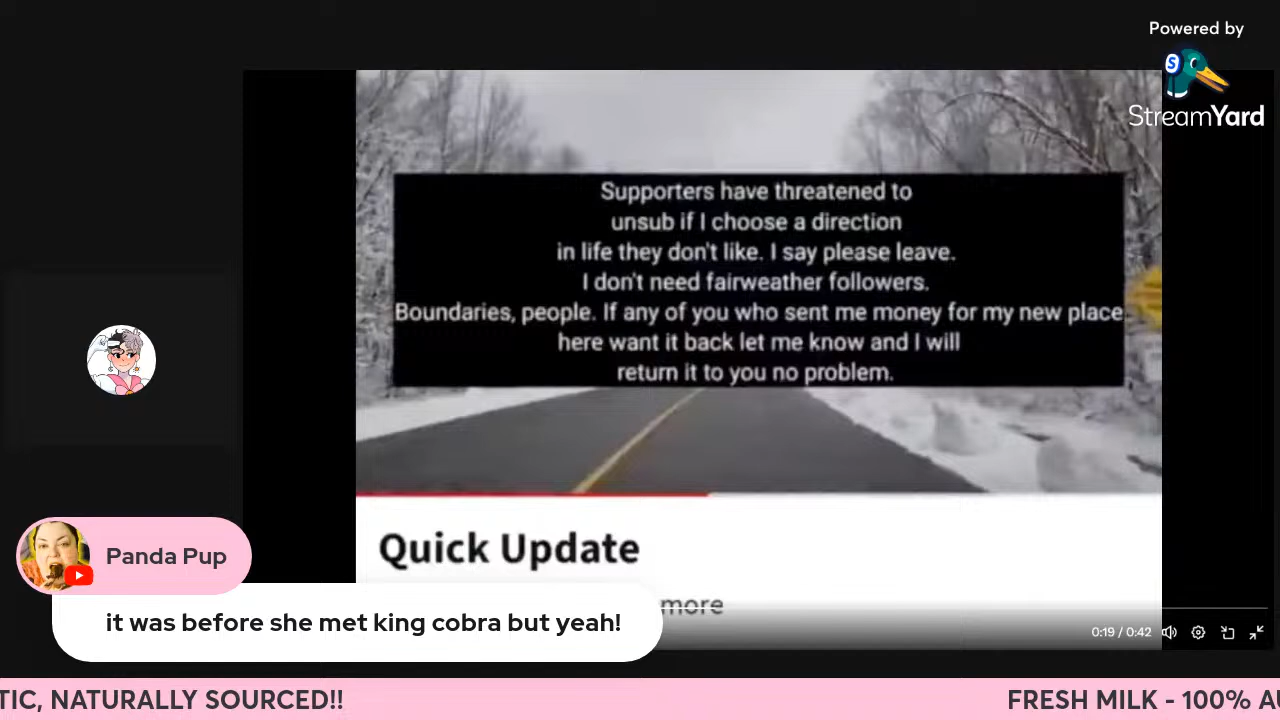 Powered by
StreamYard
Supporters have threatened to
unsub if I choose a direction
in life they don't like. I say please leave.
I don't need fairweather followers.
Boundaries, people. If any of you who sent me money for my new place
here want it back let me know and I will
return it to you no problem.
Quick Update
more
0:19 / 0:42
Panda Pup
it was before she met king cobra but yeah!
TIC, NATURALLY SOURCED!! FRESH MILK - 100% AU